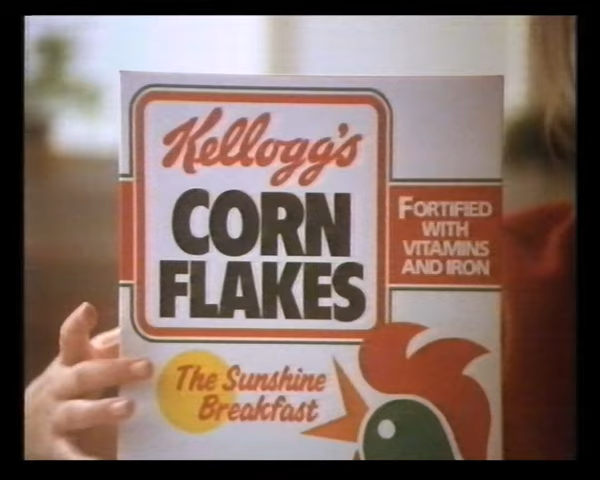 Kellogg's
CORN
FLAKES
FORTIFIED
WITH
VITAMINS
AND IRON
The Sunshine
Breakfast